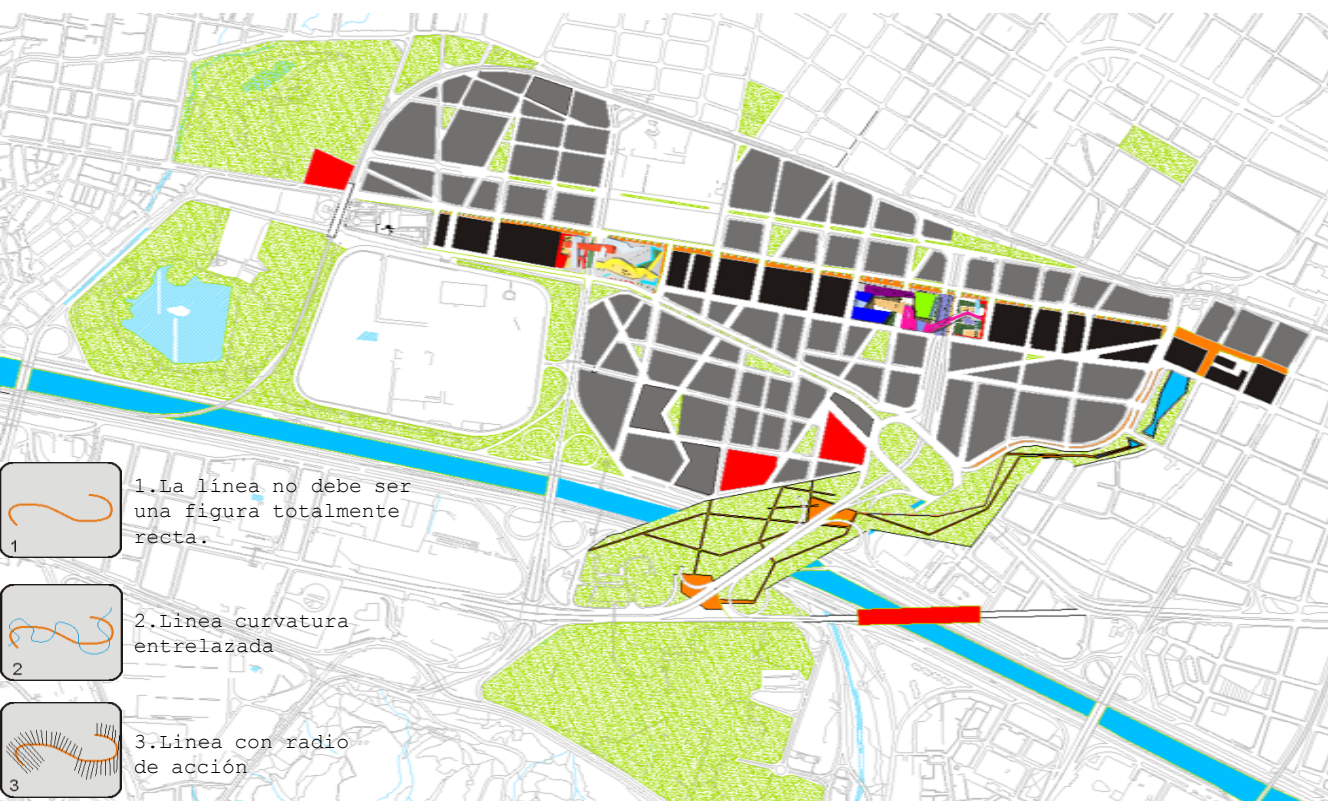 1
1.La línea no debe ser
una figura totalmente
recta.
2
2.Linea curvatura
entrelazada
3
3.Linea con radio
de acción